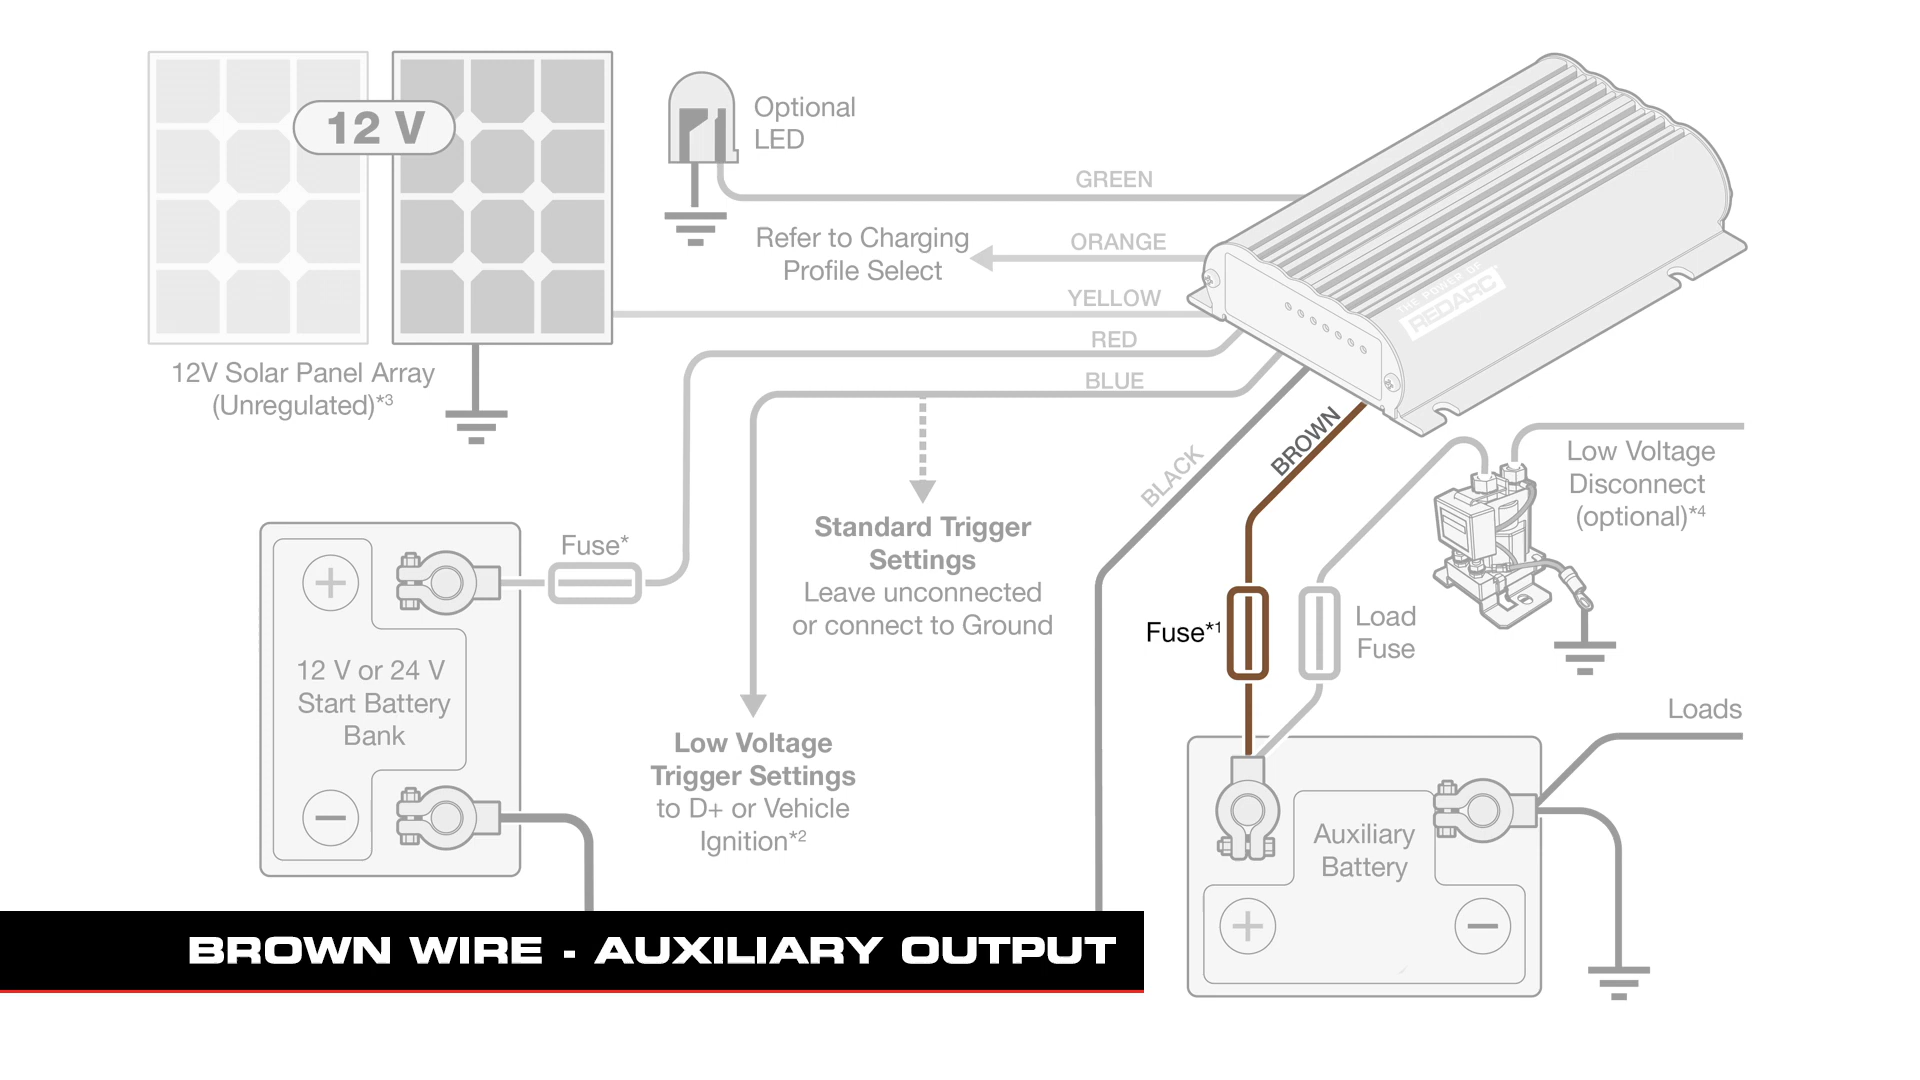 12 V
Optional
LED
GREEN
Refer to Charging
Profile Select
ORANGE
YELLOW
RED
BLUE
THE POWER OF
REDARC
12V Solar Panel Array
(Unregulated)*3
BLACK
BROWN
Low Voltage
Disconnect
(optional)*4
Standard Trigger
Settings
Leave unconnected
or connect to Ground
Fuse*
12 V or 24 V
Start Battery
Bank
Fuse*1
Load
Fuse
Low Voltage
Trigger Settings
to D+ or Vehicle
Ignition*2
Loads
Auxiliary
Battery
BROWN WIRE - AUXILIARY OUTPUT